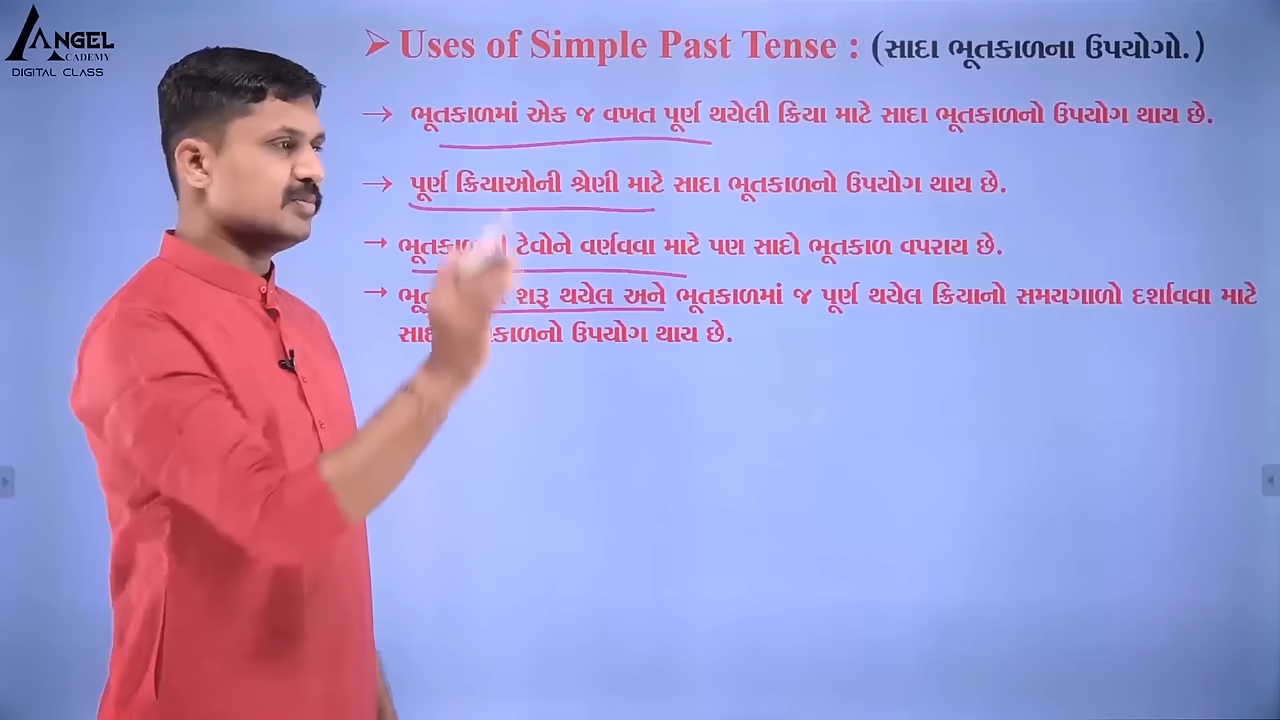 ANGEL
ACADEMY
DIGITAL CLASS
➢ Uses of Simple Past Tense : (સાદા ભૂતકાળના ઉપયોગો.)
→ ભૂતકાળમાં એક જ વખત પૂર્ણ થયેલી ક્રિયા માટે સાદા ભૂતકાળનો ઉપયોગ થાય છે.
→ પૂર્ણ ક્રિયાઓની શ્રેણી માટે સાદા ભૂતકાળનો ઉપયોગ થાય છે.
→ ટેવોને વર્ણવવા માટે પણ સાદો ભૂતકાળ વપરાય છે.
→ શરૂ થયેલ અને ભૂતકાળમાં જ પૂર્ણ થયેલ ક્રિયાનો સમયગાળો દર્શાવવા માટે
ઉપયોગ થાય છે.